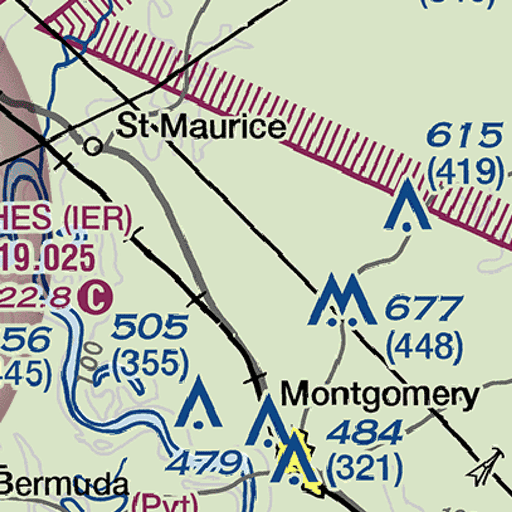 St Maurice
615
(419)
HES (IER)
19.025
22.8 C
677
(448)
56
45)
505
(355)
100
Montgomery
484
(321)
479
Bermuda
(Pvt)